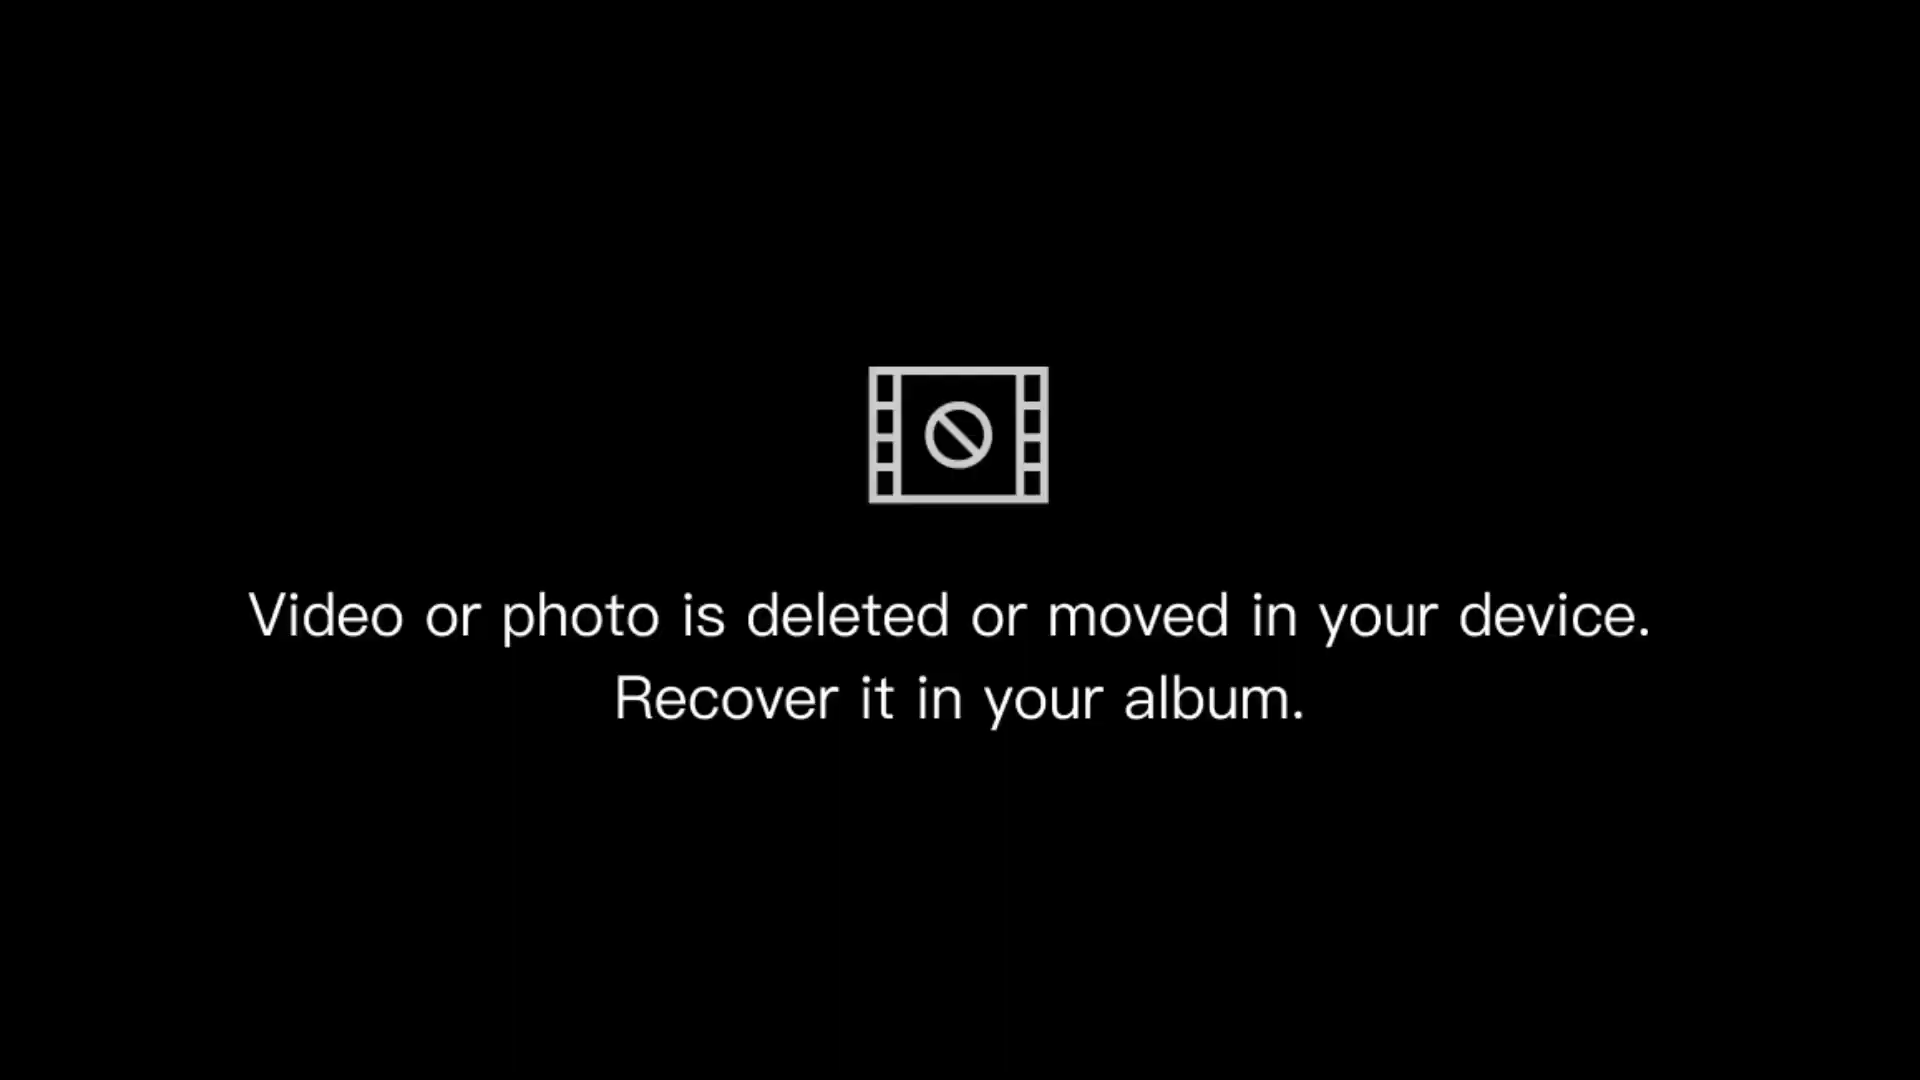 Video or photo is deleted or moved in your device.
Recover it in your album.